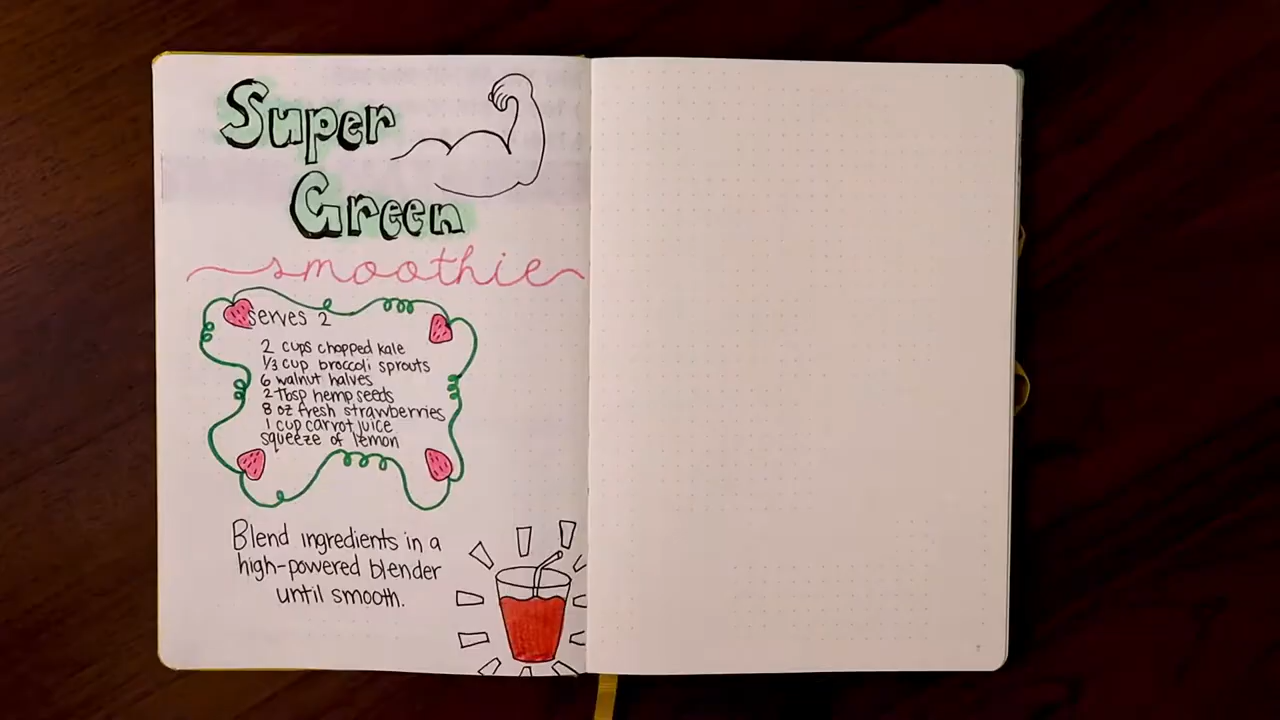 Super
Green
smoothie
serves 2
2 cups chopped kale
1/3 cup broccoli sprouts
6 walnut halves
2 Tbsp hemp seeds
8 oz fresh strawberries
1 cup carrot juice
squeeze of lemon
Blend ingredients in a
high-powered blender
until smooth.